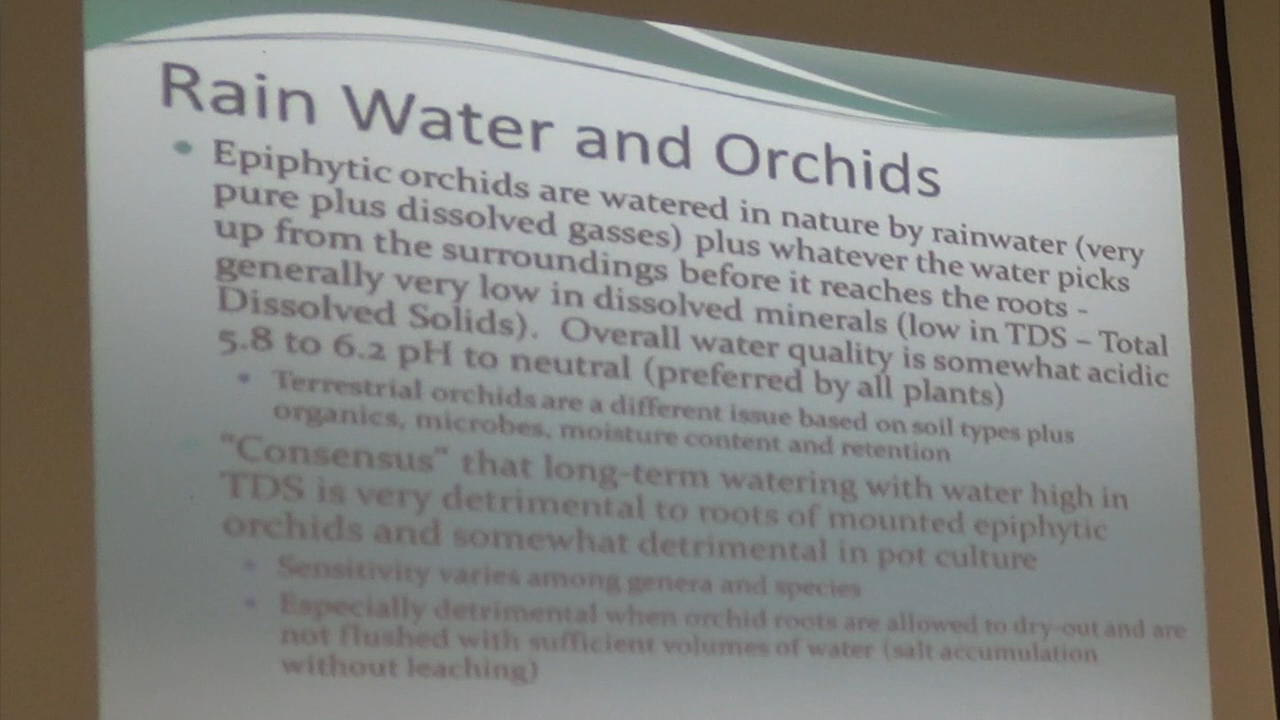 Rain Water and Orchids
• Epiphytic orchids are watered in nature by rainwater (very
pure plus dissolved gasses) plus whatever the water picks
up from the surroundings before it reaches the roots -
generally very low in dissolved minerals (low in TDS – Total
Dissolved Solids). Overall water quality is somewhat acidic
5.8 to 6.2 pH to neutral (preferred by all plants)
• Terrestrial orchids are a different issue based on soil types plus
organics, microbes, moisture content and retention
"Consensus" that long-term watering with water high in
TDS is very detrimental to roots of mounted epiphytic
orchids and somewhat detrimental in pot culture
• Sensitivity varies among genera and species
• Especially detrimental when orchid roots are allowed to dry-out and are
not flushed with sufficient volumes of water (salt accumulation
without leaching)